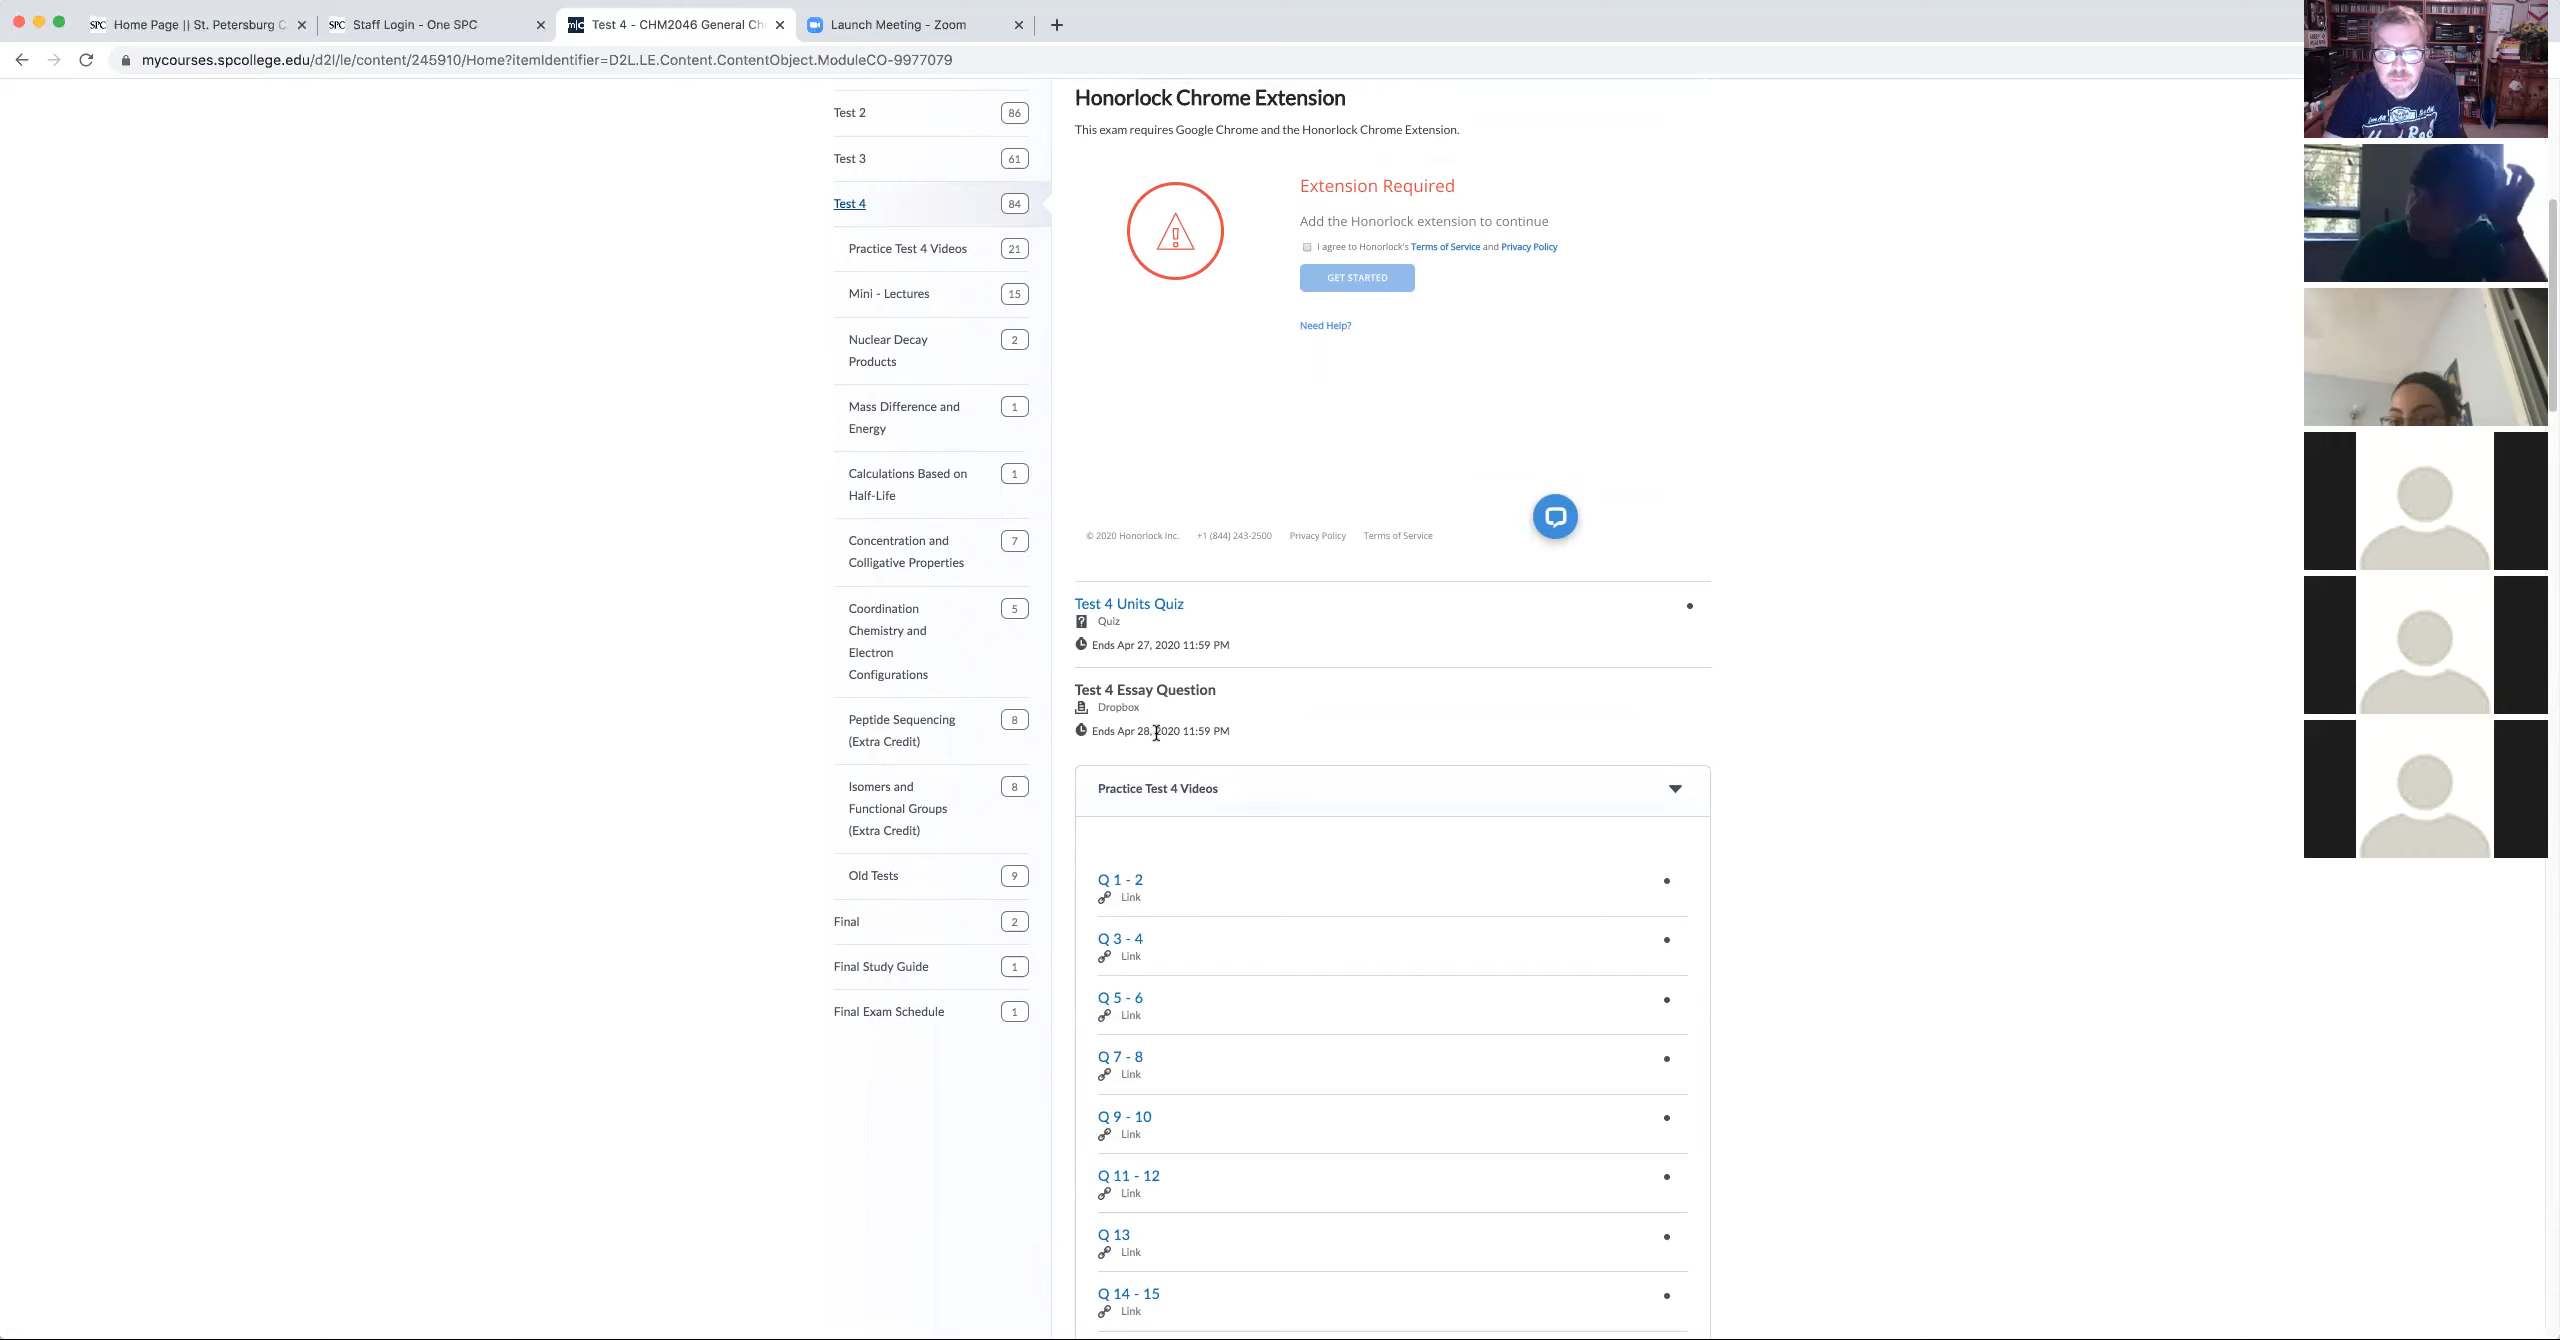 Home Page || St. Petersburg C
Staff Login - One SPC
Test 4 - CHM2046 General Ch
Launch Meeting - Zoom
mycourses.spcollege.edu/d2l/le/content/245910/Home?itemIdentifier=D2L.LE.Content.ContentObject.ModuleCO-9977079
Test 2
86
Test 3
61
Test 4
84
Practice Test 4 Videos
21
Mini - Lectures
15
Nuclear Decay
Products
2
Mass Difference and
Energy
1
Calculations Based on
Half-Life
1
Concentration and
Colligative Properties
7
Coordination
Chemistry and
Electron
Configurations
5
Peptide Sequencing
(Extra Credit)
8
Isomers and
Functional Groups
(Extra Credit)
8
Old Tests
9
Final
2
Final Study Guide
1
Final Exam Schedule
1
Honorlock Chrome Extension
This exam requires Google Chrome and the Honorlock Chrome Extension.
Extension Required
Add the Honorlock extension to continue
I agree to Honorlock's Terms of Service and Privacy Policy
GET STARTED
Need Help?
© 2020 Honorlock Inc. +1 (844) 243-2500 Privacy Policy Terms of Service
Test 4 Units Quiz
Quiz
Ends Apr 27, 2020 11:59 PM
Test 4 Essay Question
Dropbox
Ends Apr 28, 2020 11:59 PM
Practice Test 4 Videos
Q 1 - 2
Link
Q 3 - 4
Link
Q 5 - 6
Link
Q 7 - 8
Link
Q 9 - 10
Link
Q 11 - 12
Link
Q 13
Link
Q 14 - 15
Link